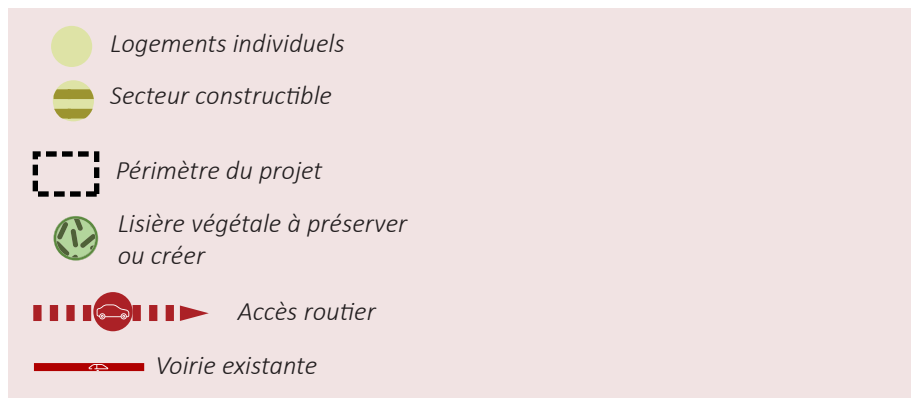 Logements individuels
Secteur constructible
Périmètre du projet
Lisière végétale à préserver
ou créer
Accès routier
Voirie existante